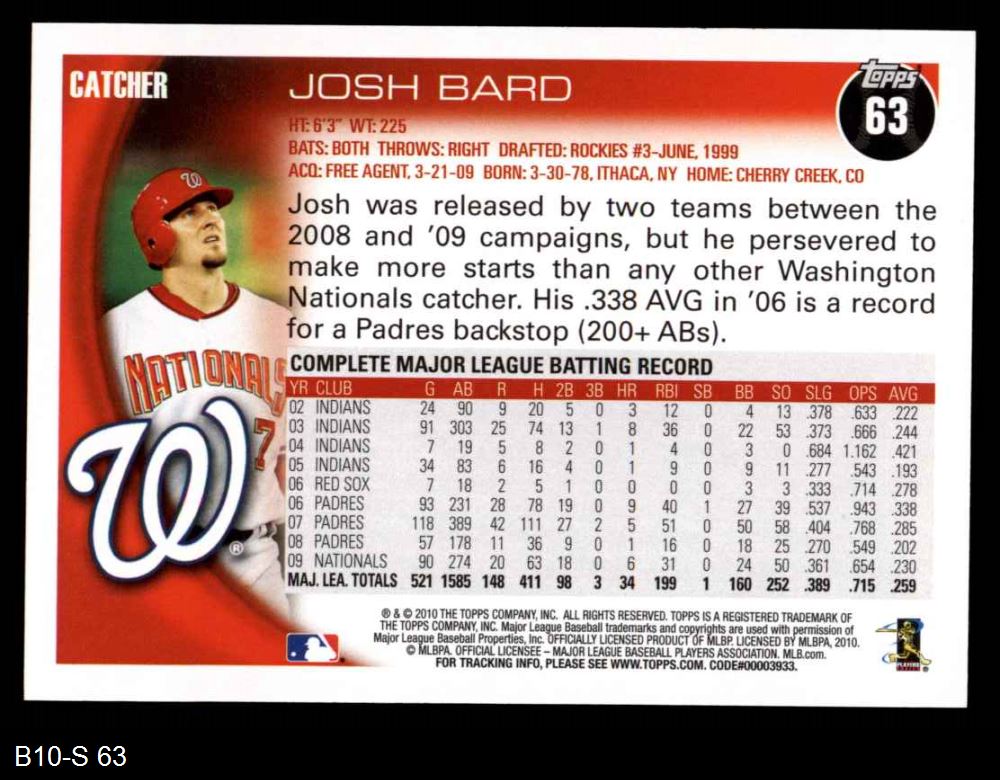 CATCHER
JOSH BARD
Topps
63
HT: 6'3" WT: 225
BATS: BOTH THROWS: RIGHT DRAFTED: ROCKIES #3-JUNE, 1999
ACQ: FREE AGENT, 3-21-09 BORN: 3-30-78, ITHACA, NY HOME: CHERRY CREEK, CO
Josh was released by two teams between the
2008 and '09 campaigns, but he persevered to
make more starts than any other Washington
Nationals catcher. His .338 AVG in '06 is a record
for a Padres backstop (200+ ABs).
NATIONALS
7
W
W
®
COMPLETE MAJOR LEAGUE BATTING RECORD
YR CLUB G AB R H 2B 3B HR RBI SB BB SO SLG OPS AVG
02 INDIANS 24 90 9 20 5 0 3 12 0 4 13 .378 .633 .222
03 INDIANS 91 303 25 74 13 1 8 36 0 22 53 .373 .666 .244
04 INDIANS 7 19 5 8 2 0 1 4 0 3 0 .684 1.162 .421
05 INDIANS 34 83 6 16 4 0 1 9 0 9 11 .277 .543 .193
06 RED SOX 7 18 2 5 1 0 0 0 0 3 3 .333 .714 .278
06 PADRES 93 231 28 78 19 0 9 40 1 27 39 .537 .943 .338
07 PADRES 118 389 42 111 27 2 5 51 0 50 58 .404 .768 .285
08 PADRES 57 178 11 36 9 0 1 16 0 18 25 .270 .549 .202
09 NATIONALS 90 274 20 63 18 0 6 31 0 24 50 .361 .654 .230
MAJ. LEA. TOTALS 521 1585 148 411 98 3 34 199 1 160 252 .389 .715 .259
® & © 2010 THE TOPPS COMPANY, INC. ALL RIGHTS RESERVED. TOPPS IS A REGISTERED TRADEMARK OF
THE TOPPS COMPANY, INC. Major League Baseball trademarks and copyrights are used with permission of
Major League Baseball Properties, Inc. OFFICIALLY LICENSED PRODUCT OF MLBP. LICENSED BY MLBPA, 2010.
© MLBPA. OFFICIAL LICENSEE – MAJOR LEAGUE BASEBALL PLAYERS ASSOCIATION. MLB.com.
FOR TRACKING INFO, PLEASE SEE WWW.TOPPS.COM. CODE#00003933.
PLAYERS
B10-S 63